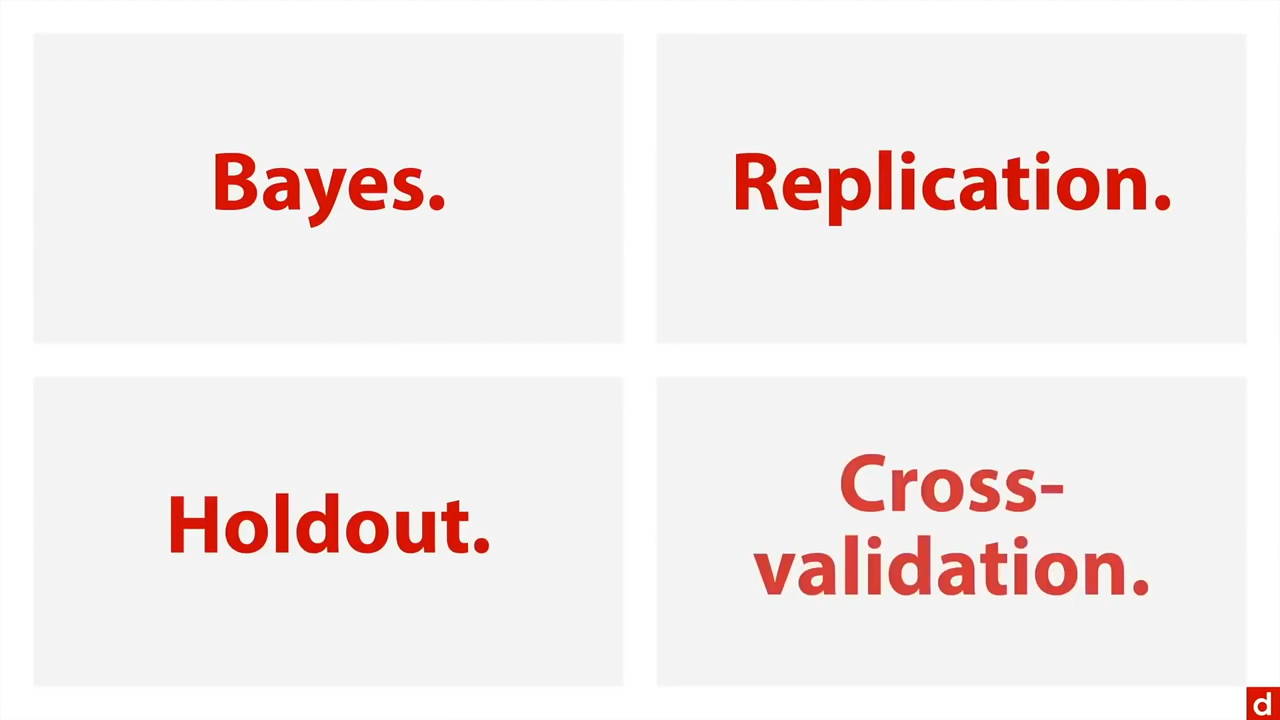 Bayes.
Replication.
Holdout.
Cross-
validation.
d